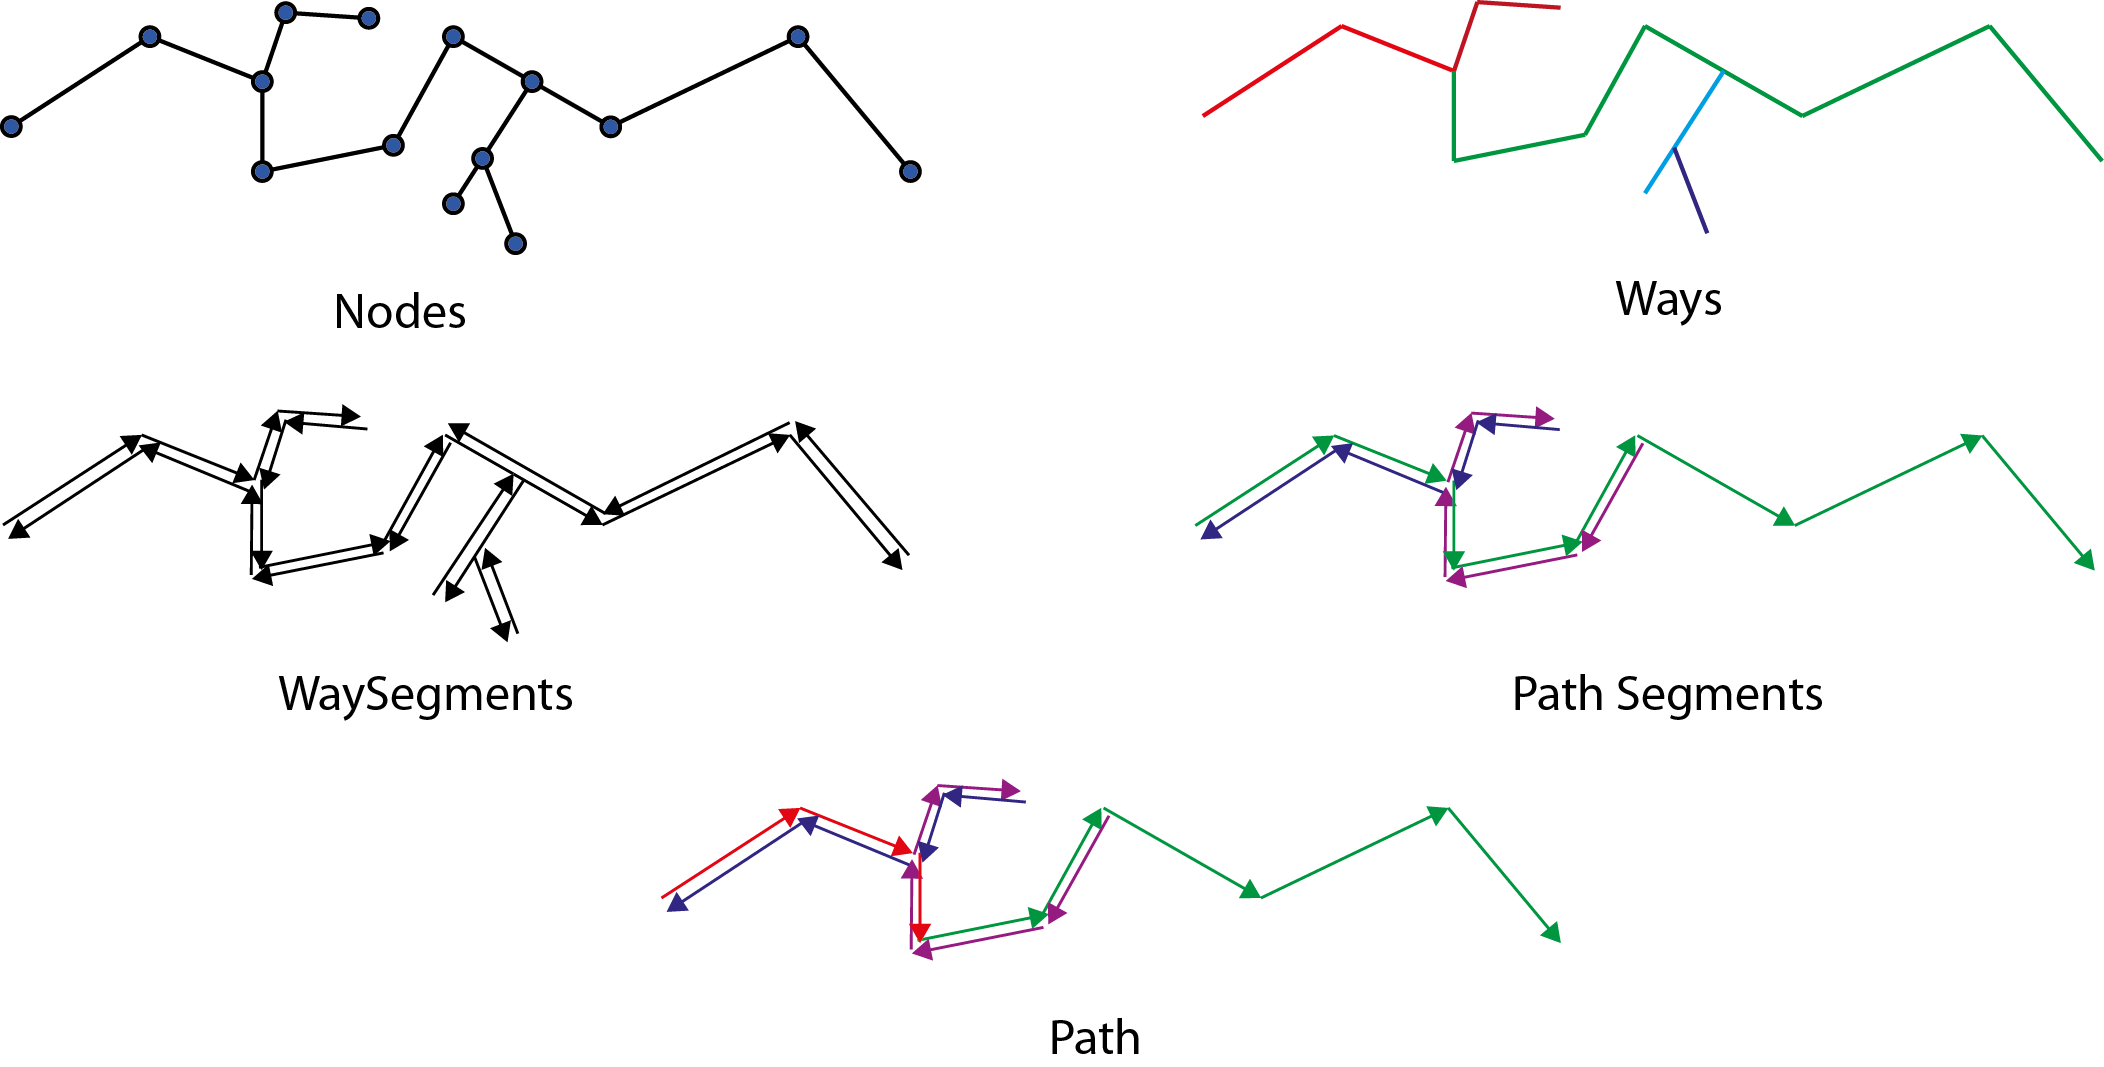 Nodes
Ways
WaySegments
Path Segments
Path